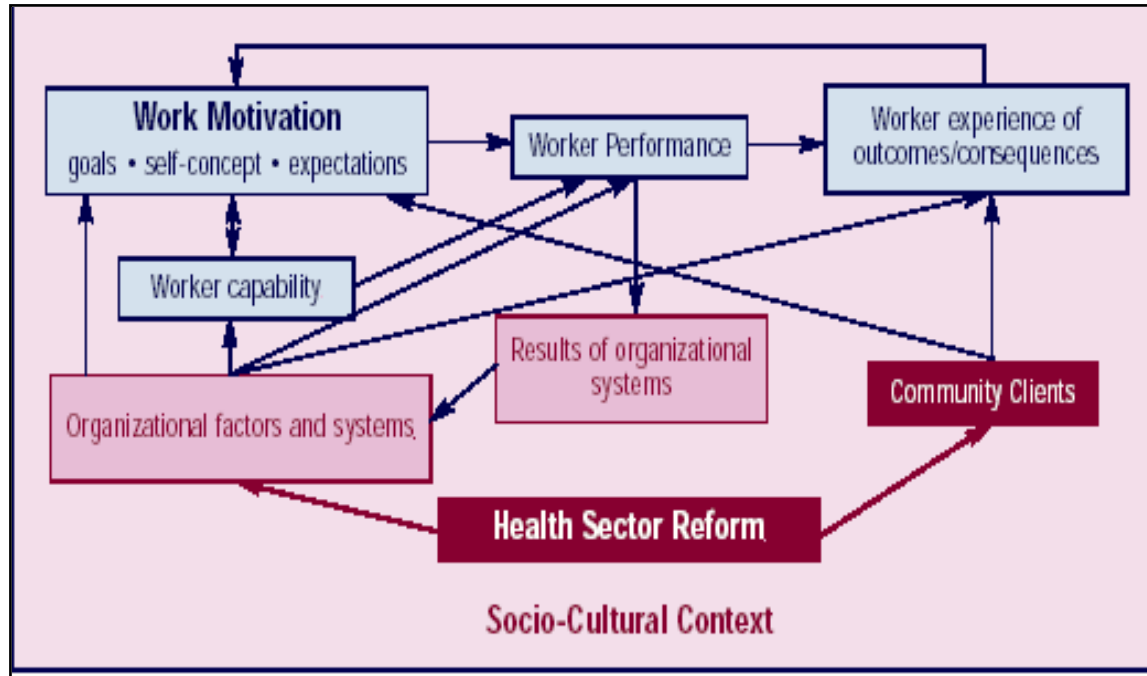 Work Motivation
goals • self-concept • expectations
Worker Performance
Worker experience of
outcomes/consequences
Worker capability
Results of organizational
systems
Organizational factors and systems
Community Clients
Health Sector Reform
Socio-Cultural Context